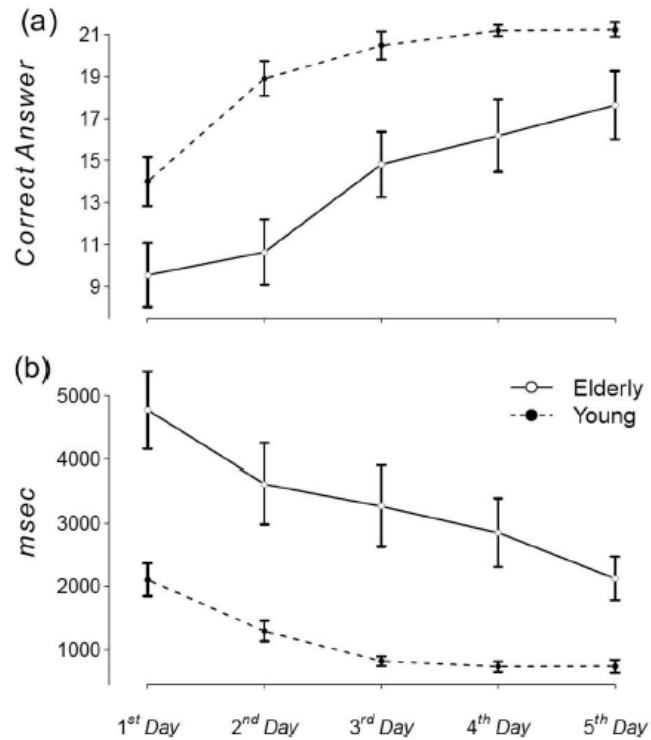 (a)
Correct Answer
21
19
17
15
13
11
9
(b)
msec
5000
4000
3000
2000
1000
Elderly
Young
1st Day 2nd Day 3rd Day 4th Day 5th Day